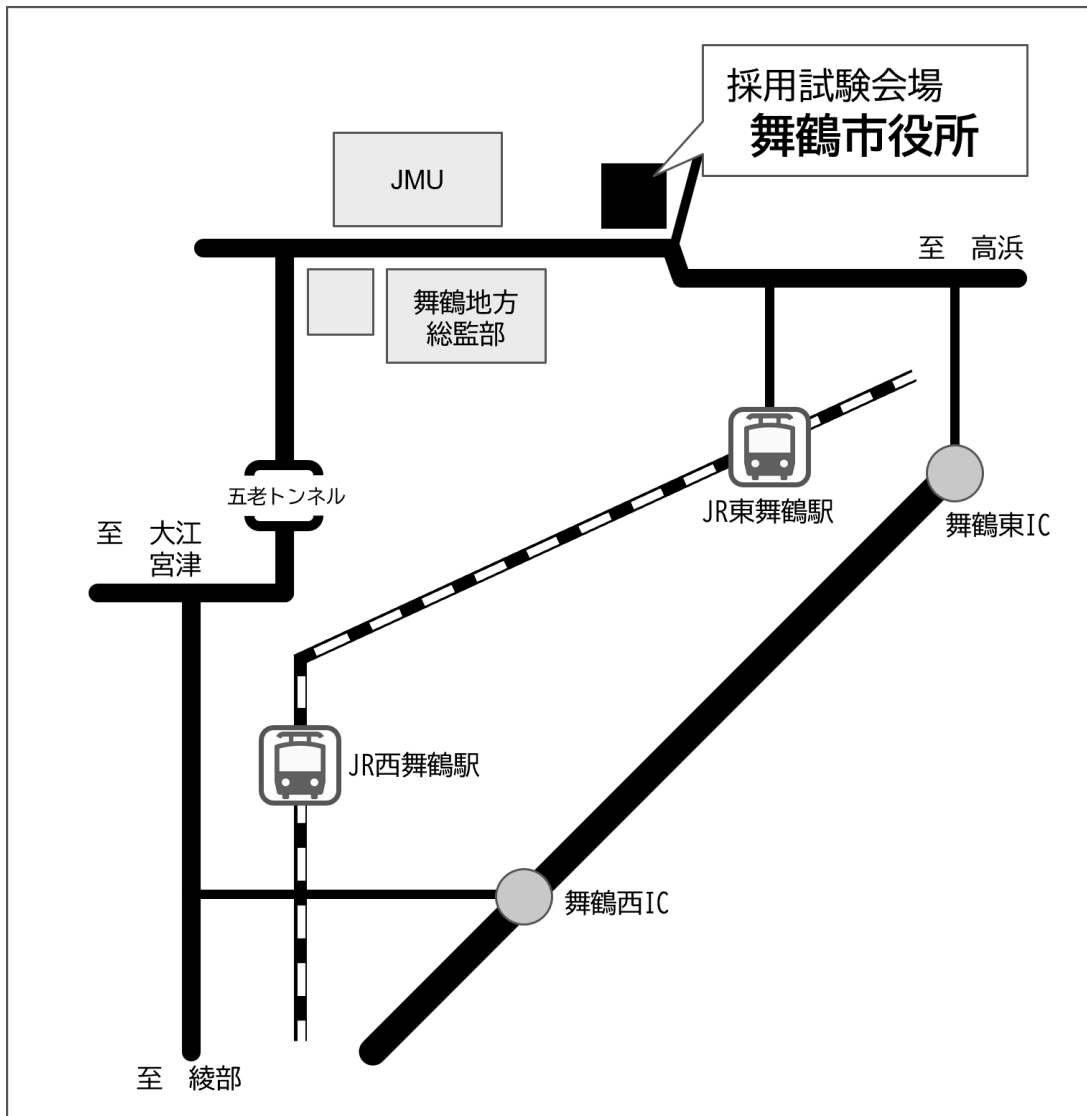 採用試験会場
舞鶴市役所
JMU
至　高浜
舞鶴地方
総監部
五老トンネル
JR東舞鶴駅
舞鶴東IC
至　大江
宮津
JR西舞鶴駅
舞鶴西IC
至　綾部